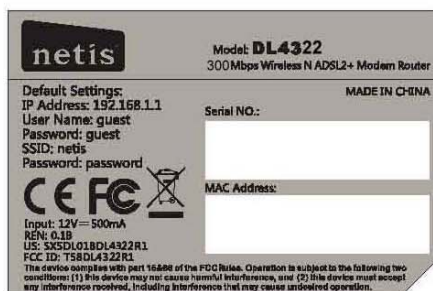 netis
Model: DL4322
300Mbps Wireless N ADSL2+ Modem Router
MADE IN CHINA
Default Settings:
IP Address: 192.168.1.1
User Name: guest
Password: guest
SSID: netis
Password: password
Serial NO.:
MAC Address:
CE FC
Input: 12V⎓500mA
REN: 0.1B
US: SX5DL01BDL4322R1
FCC ID: T58DL4322R1
The device complies with part 15&68 of the FCC Rules. Operation is subject to the following two
conditions: (1) this device may not cause harmful interference, and (2) this device must accept
any interference received, including interference that may cause undesired operation.